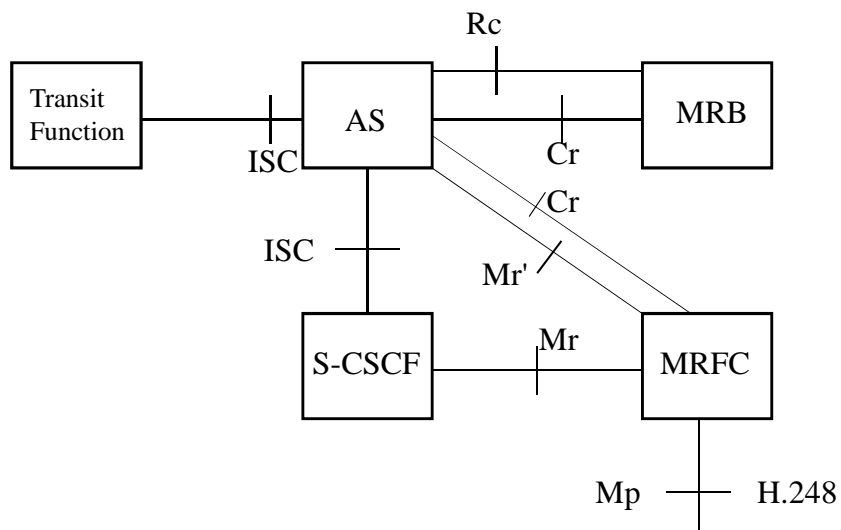 Rc
Transit
Function
AS
MRB
ISC
Cr
Cr
ISC
Mr'
S-CSCF
Mr
MRFC
Mp
H.248